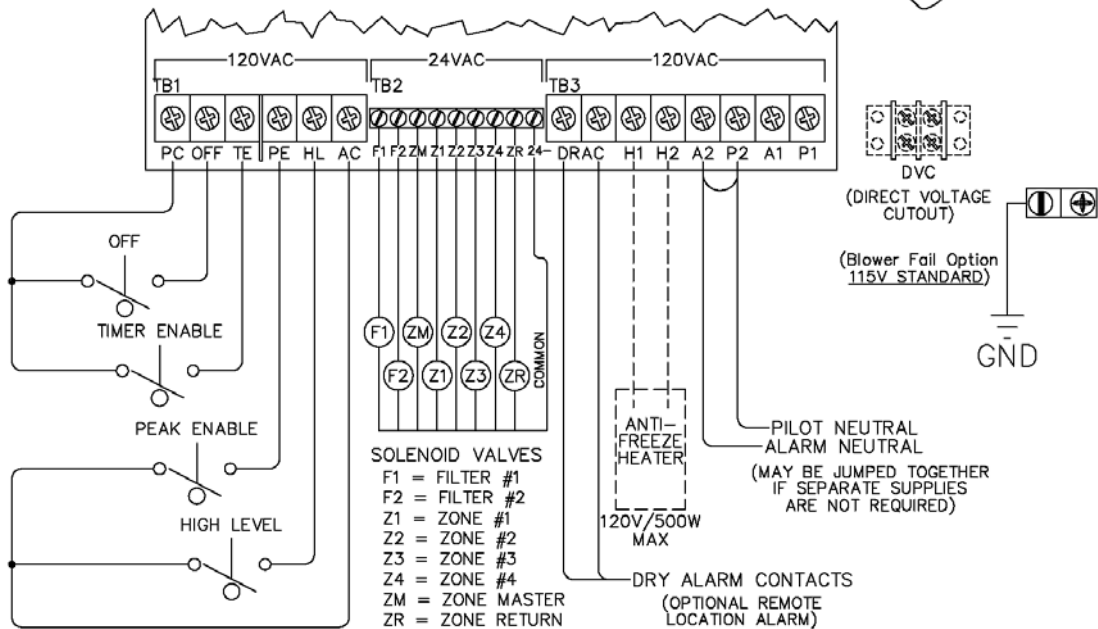 120VAC 24VAC 120VAC
TB1 TB2 TB3
PC OFF TE PE HL AC F1 F2 ZM Z1 Z2 Z3 Z4 ZR 24- DRAC H1 H2 A2 P2 A1 P1
DVC
(DIRECT VOLTAGE
CUTOUT)
(Blower Fail Option
115V STANDARD)
GND
OFF
TIMER ENABLE
PEAK ENABLE
HIGH LEVEL
F1 ZM Z2 Z4
F2 Z1 Z3 ZR
COMMON
SOLENOID VALVES
F1 = FILTER #1
F2 = FILTER #2
Z1 = ZONE #1
Z2 = ZONE #2
Z3 = ZONE #3
Z4 = ZONE #4
ZM = ZONE MASTER
ZR = ZONE RETURN
ANTI-
FREEZE
HEATER
120V/500W
MAX
PILOT NEUTRAL
ALARM NEUTRAL
(MAY BE JUMPED TOGETHER
IF SEPARATE SUPPLIES
ARE NOT REQUIRED)
DRY ALARM CONTACTS
(OPTIONAL REMOTE
LOCATION ALARM)